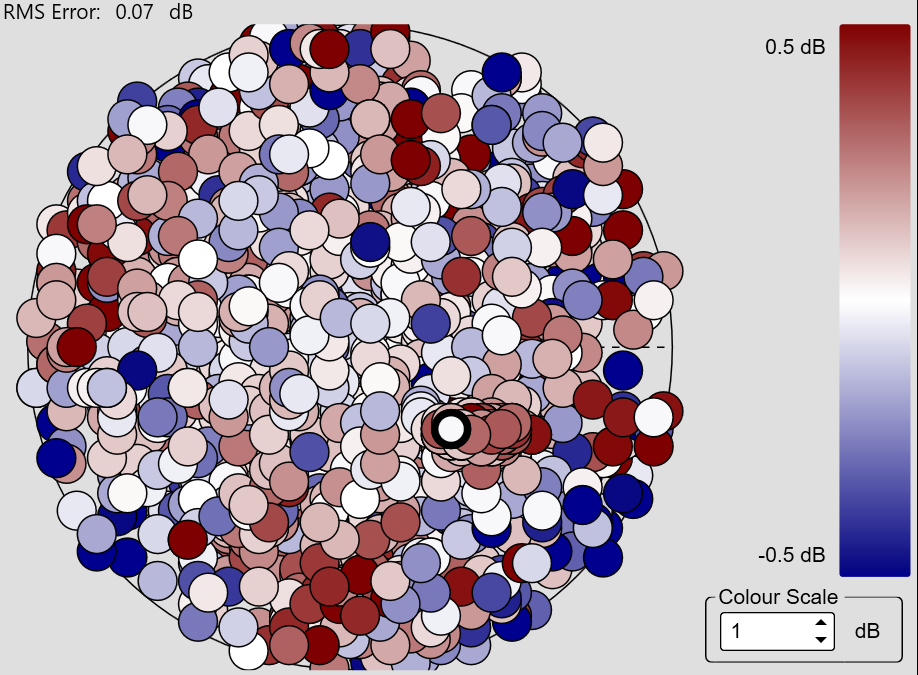 RMS Error: 0.07 dB
0.5 dB
-0.5 dB
Colour Scale
1 dB